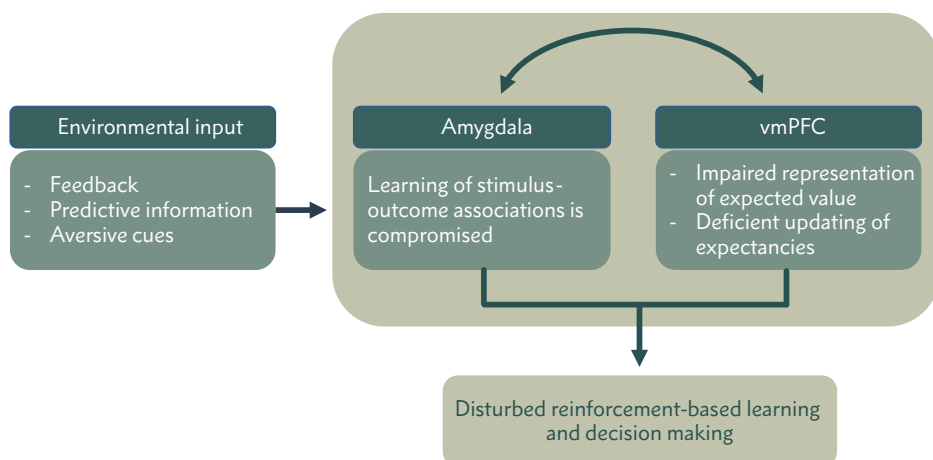 Environmental input
- Feedback
- Predictive information
- Aversive cues
Amygdala
Learning of stimulus-
outcome associations is
compromised
vmPFC
- Impaired representation
of expected value
- Deficient updating of
expectancies
Disturbed reinforcement-based learning
and decision making